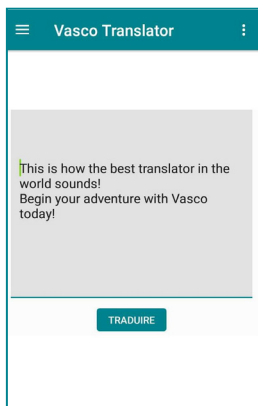 Vasco Translator
This is how the best translator in the
world sounds!
Begin your adventure with Vasco
today!
TRADUIRE